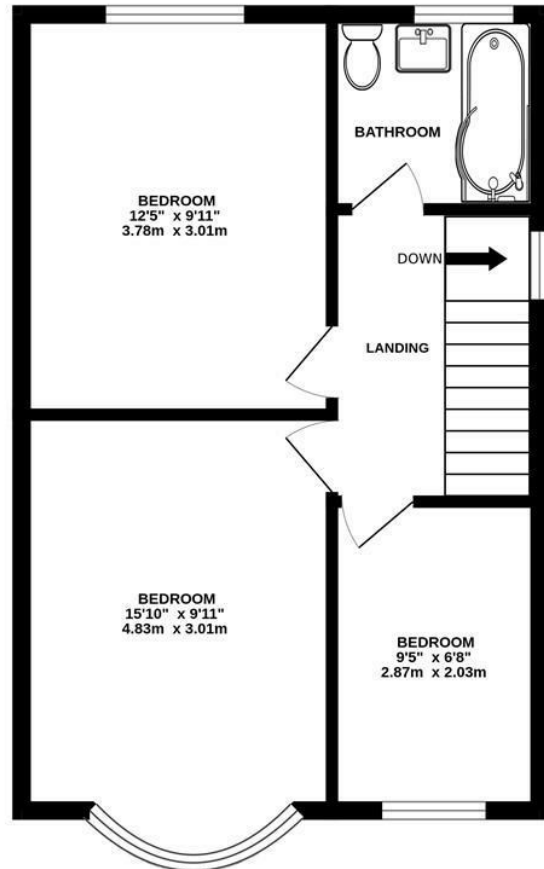 BATHROOM
BEDROOM
12'5" x 9'11"
3.78m x 3.01m
DOWN
LANDING
BEDROOM
15'10" x 9'11"
4.83m x 3.01m
BEDROOM
9'5" x 6'8"
2.87m x 2.03m